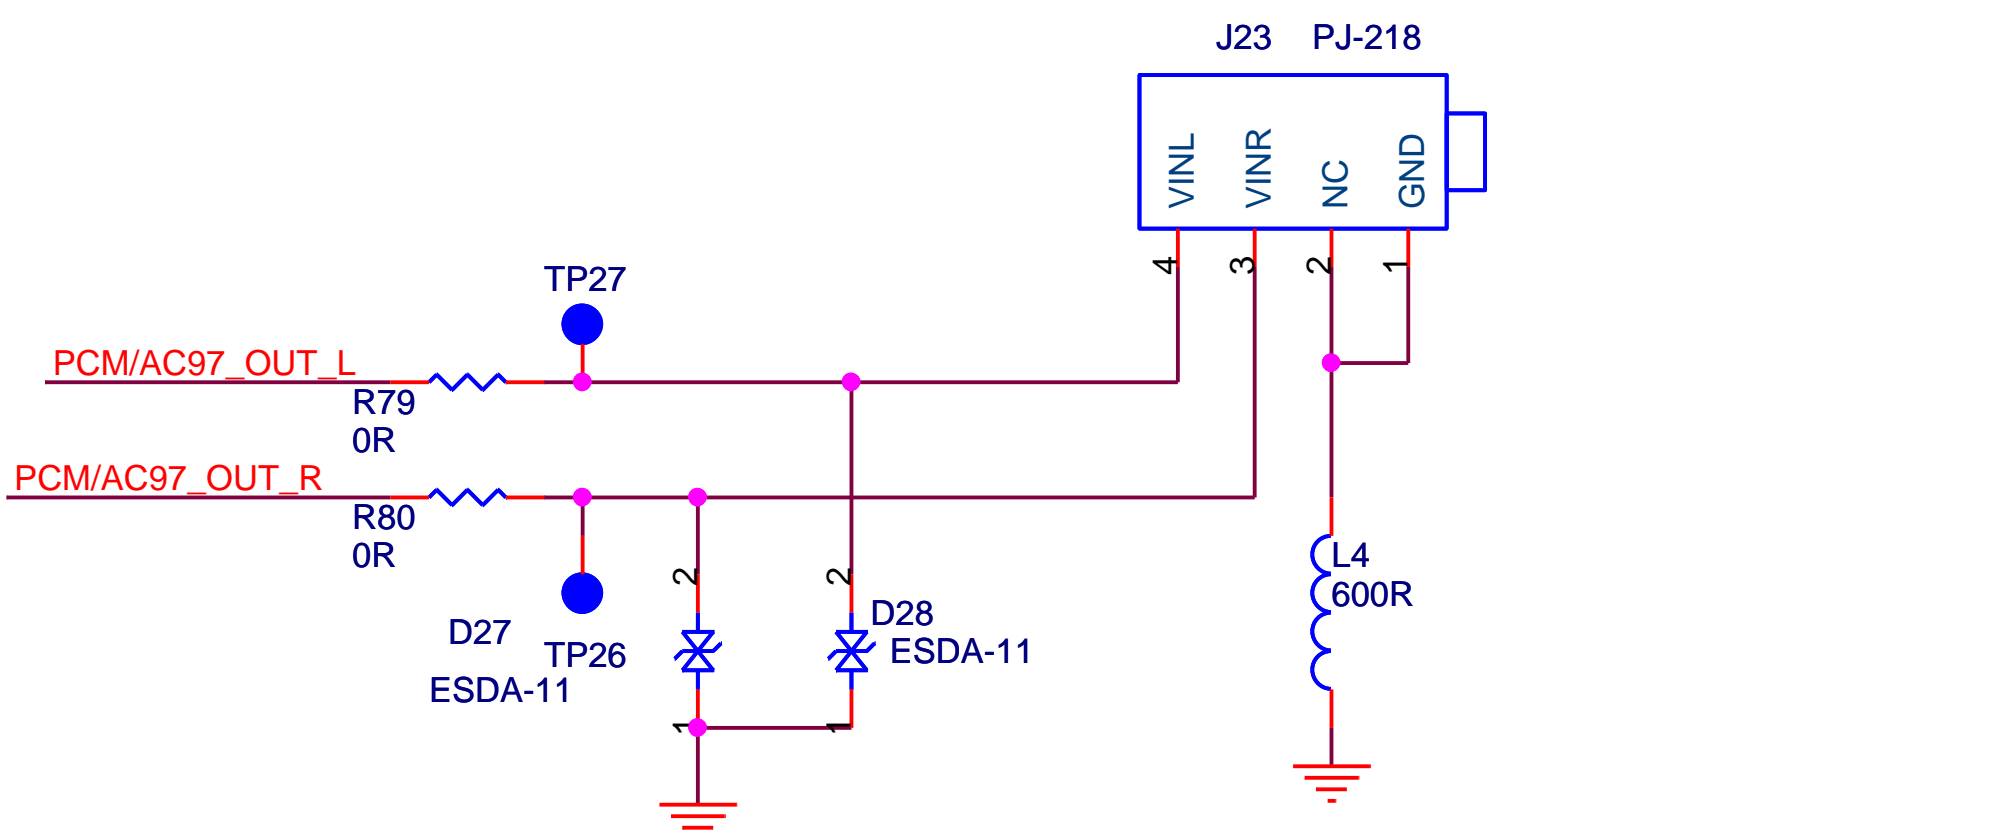 J23 PJ-218
VINL
VINR
NC
GND
4
3
2
1
TP27
PCM/AC97_OUT_L
R79
0R
PCM/AC97_OUT_R
R80
0R
2
2
D27
TP26
ESDA-11
D28
ESDA-11
1
1
L4
600R